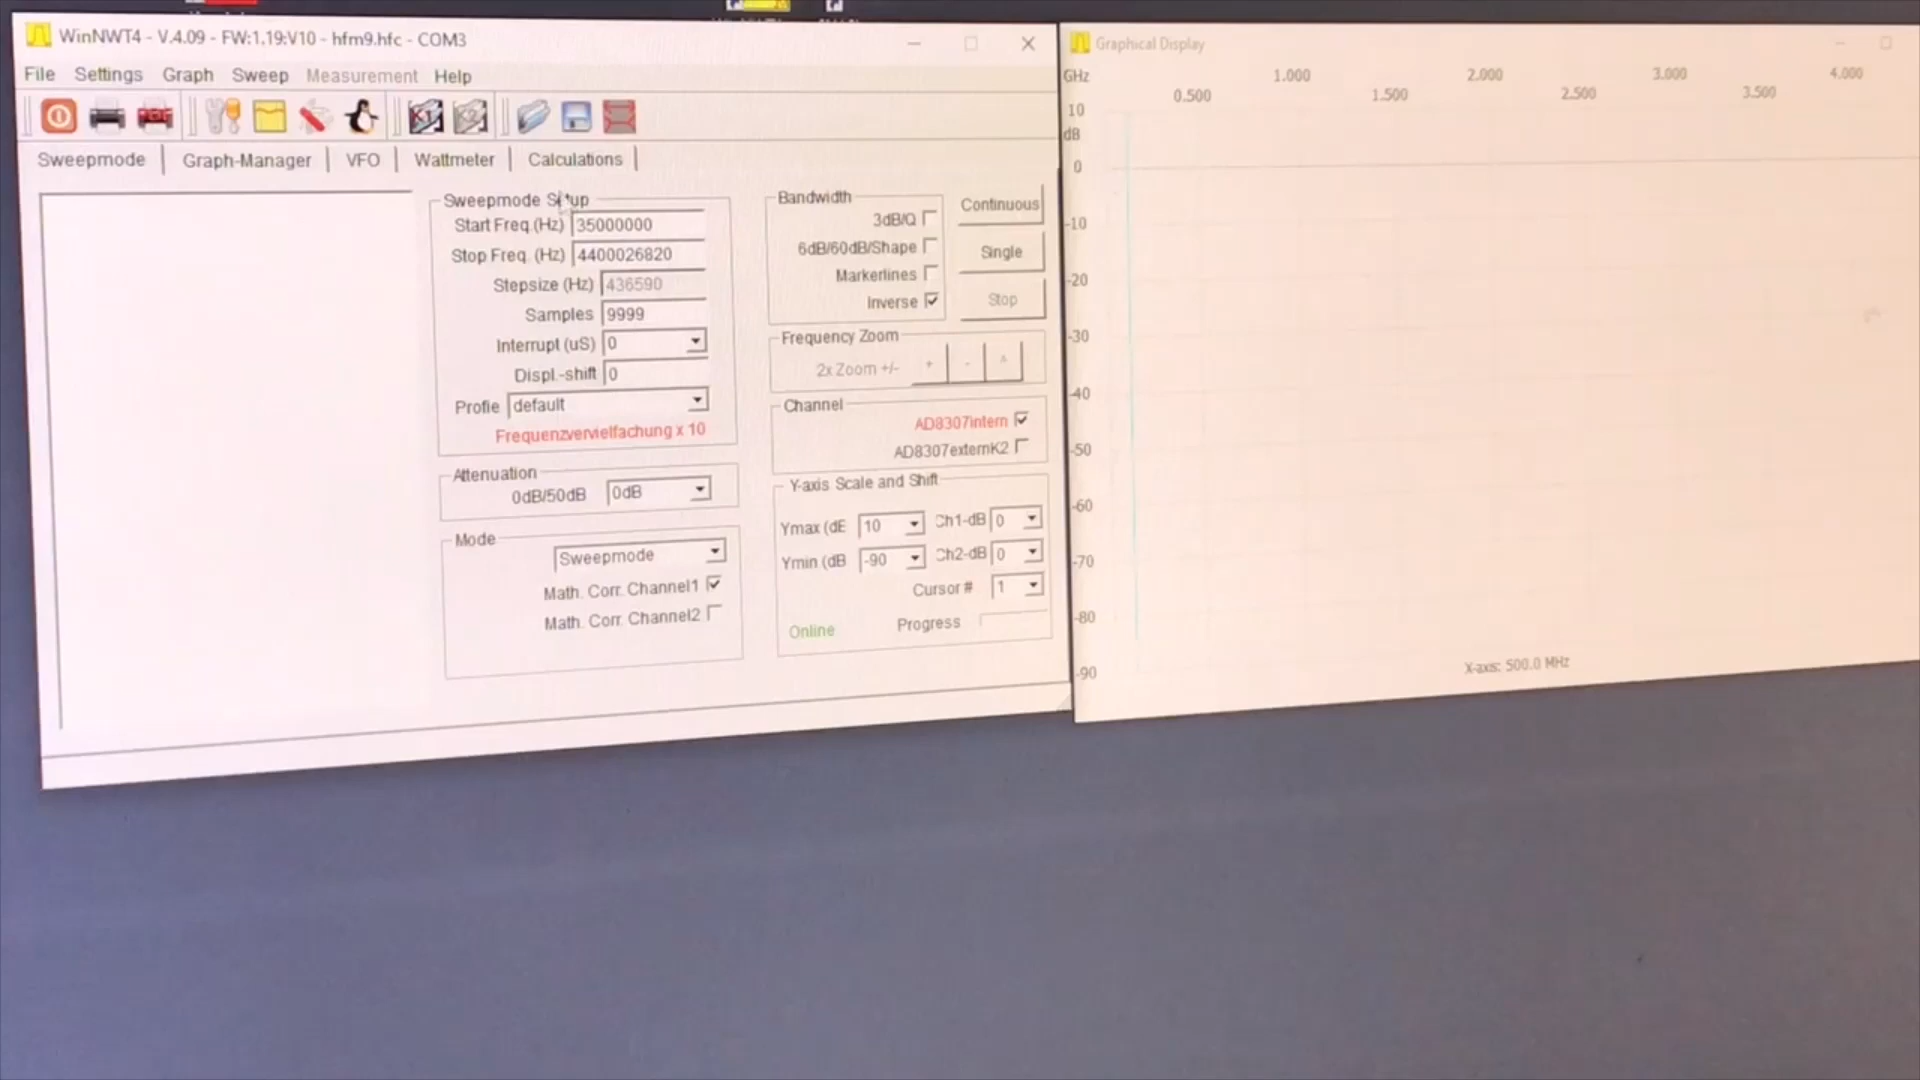 WinNWT4 - V.4.09 - FW:1.19:V10 - hfm9.hfc - COM3
File Settings Graph Sweep Measurement Help
PDF
K1 K2
Sweepmode Graph-Manager VFO Wattmeter Calculations
Sweepmode Setup
Start Freq.(Hz) 35000000
Stop Freq. (Hz) 4400026820
Stepsize (Hz) 436590
Samples 9999
Interrupt (uS) 0
Displ.-shift 0
Profie default
Frequenzvervielfachung x 10
Attenuation
0dB/50dB 0dB
Mode
Sweepmode
Math. Corr. Channel1
Math. Corr. Channel2
Bandwidth
3dB/Q
6dB/60dB/Shape
Markerlines
Inverse
Continuous
Single
Stop
Frequency Zoom
2x Zoom +/- + - ^
Channel
AD8307intern
AD8307externK2
Y-axis Scale and Shift
Ymax (dE 10 Ch1-dB 0
Ymin (dB -90 Ch2-dB 0
Cursor # 1
Online Progress
Graphical Display
GHz 1.000 2.000 3.000 4.000
0.500 1.500 2.500 3.500
10
dB
0
-10
-20
-30
-40
-50
-60
-70
-80
-90
X-axis: 500.0 MHz